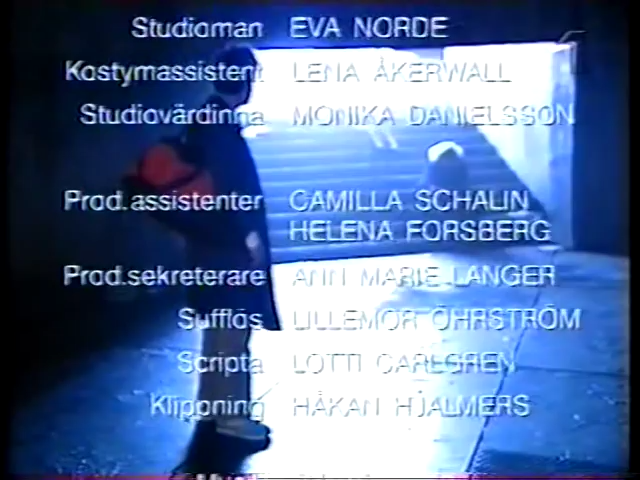 Studioman EVA NORDE
Kostymassistent LENA ÅKERWALL
Studiovärdinna MONIKA DANIELSSON
Prod.assistenter CAMILLA SCHALIN
HELENA FORSBERG
Prod.sekreterare ANN MARIE LANGER
Sufflös LILLEMOR ÖHRSTRÖM
Scripta LOTTI CARLGREN
Klippning HÅKAN HJALMERS